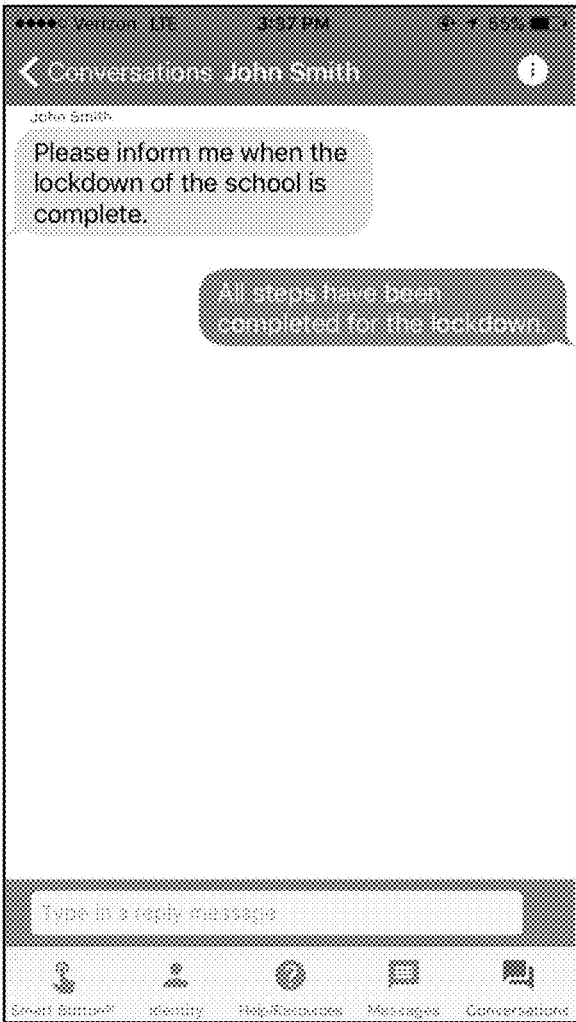 Verizon LTE 3:37 PM 55%
Conversations John Smith
John Smith
Please inform me when the
lockdown of the school is
complete.
All steps have been
completed for the lockdown.
Type in a reply message
Smart Button™ Identity Help/Resources Messages Conversations